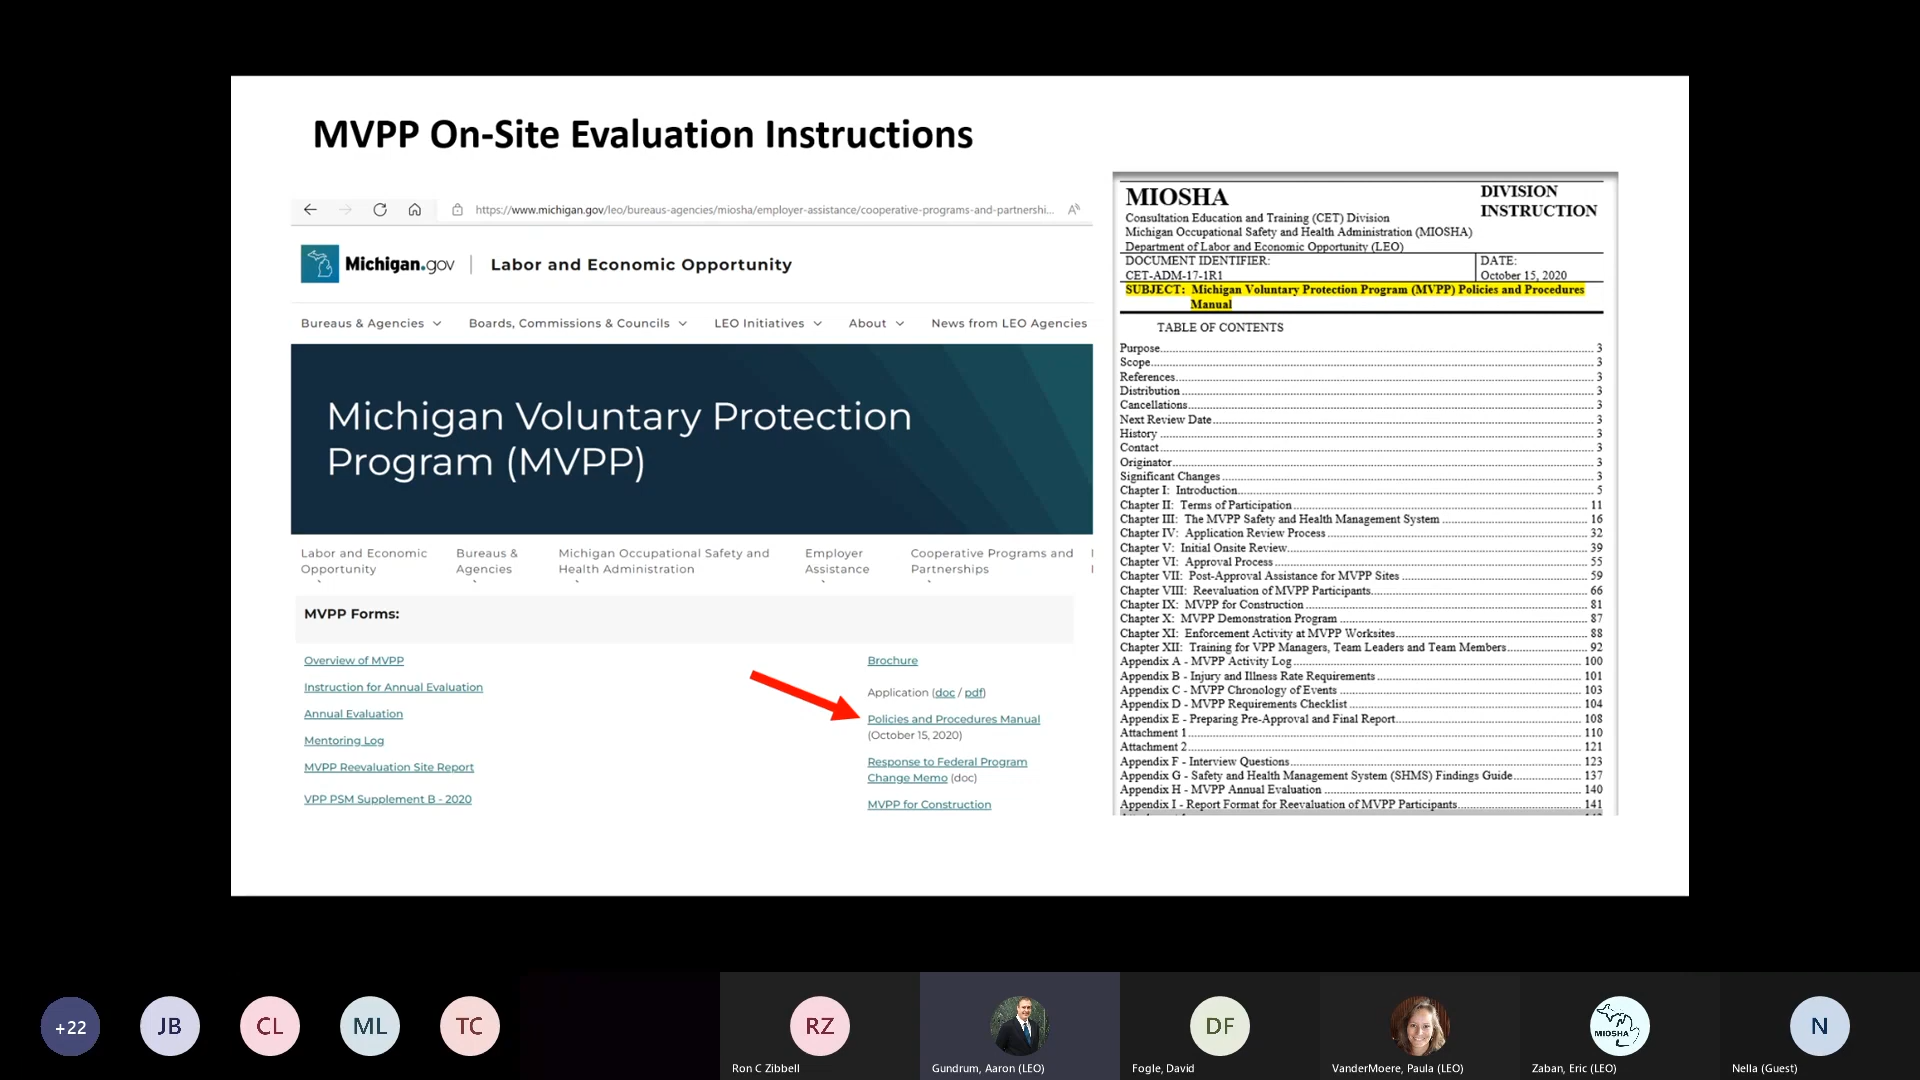 MVPP On-Site Evaluation Instructions
https://www.michigan.gov/leo/bureaus-agencies/miosha/employer-assistance/cooperative-programs-and-partnershi...
Michigan.gov
Labor and Economic Opportunity
Bureaus & Agencies
Boards, Commissions & Councils
LEO Initiatives
About
News from LEO Agencies
Michigan Voluntary Protection
Program (MVPP)
Labor and Economic
Opportunity
Bureaus &
Agencies
Michigan Occupational Safety and
Health Administration
Employer
Assistance
Cooperative Programs and
Partnerships
MVPP Forms:
Overview of MVPP
Instruction for Annual Evaluation
Annual Evaluation
Mentoring Log
MVPP Reevaluation Site Report
VPP PSM Supplement B - 2020
Brochure
Application (doc / pdf)
Policies and Procedures Manual
(October 15, 2020)
Response to Federal Program
Change Memo (doc)
MVPP for Construction
MIOSHA
DIVISION
INSTRUCTION
Consultation Education and Training (CET) Division
Michigan Occupational Safety and Health Administration (MIOSHA)
Department of Labor and Economic Opportunity (LEO)
DOCUMENT IDENTIFIER:
CET-ADM-17-1R1
DATE:
October 15, 2020
SUBJECT: Michigan Voluntary Protection Program (MVPP) Policies and Procedures
Manual
TABLE OF CONTENTS
Purpose 3
Scope 3
References 3
Distribution 3
Cancellations 3
Next Review Date 3
History 3
Contact 3
Originator 3
Significant Changes 3
Chapter I: Introduction 5
Chapter II: Terms of Participation 11
Chapter III: The MVPP Safety and Health Management System 16
Chapter IV: Application Review Process 32
Chapter V: Initial Onsite Review 39
Chapter VI: Approval Process 55
Chapter VII: Post-Approval Assistance for MVPP Sites 59
Chapter VIII: Reevaluation of MVPP Participants 66
Chapter IX: MVPP for Construction 81
Chapter X: MVPP Demonstration Program 87
Chapter XI: Enforcement Activity at MVPP Worksites 88
Chapter XII: Training for VPP Managers, Team Leaders and Team Members 92
Appendix A - MVPP Activity Log 100
Appendix B - Injury and Illness Rate Requirements 101
Appendix C - MVPP Chronology of Events 103
Appendix D - MVPP Requirements Checklist 104
Appendix E - Preparing Pre-Approval and Final Report 108
Attachment 1 110
Attachment 2 121
Appendix F - Interview Questions 123
Appendix G - Safety and Health Management System (SHMS) Findings Guide 137
Appendix H - MVPP Annual Evaluation 140
Appendix I - Report Format for Reevaluation of MVPP Participants 141
+22
JB
CL
ML
TC
RZ
Ron C Zibbell
Gundrum, Aaron (LEO)
DF
Fogle, David
VanderMoere, Paula (LEO)
MIOSHA
Zaban, Eric (LEO)
N
Nella (Guest)